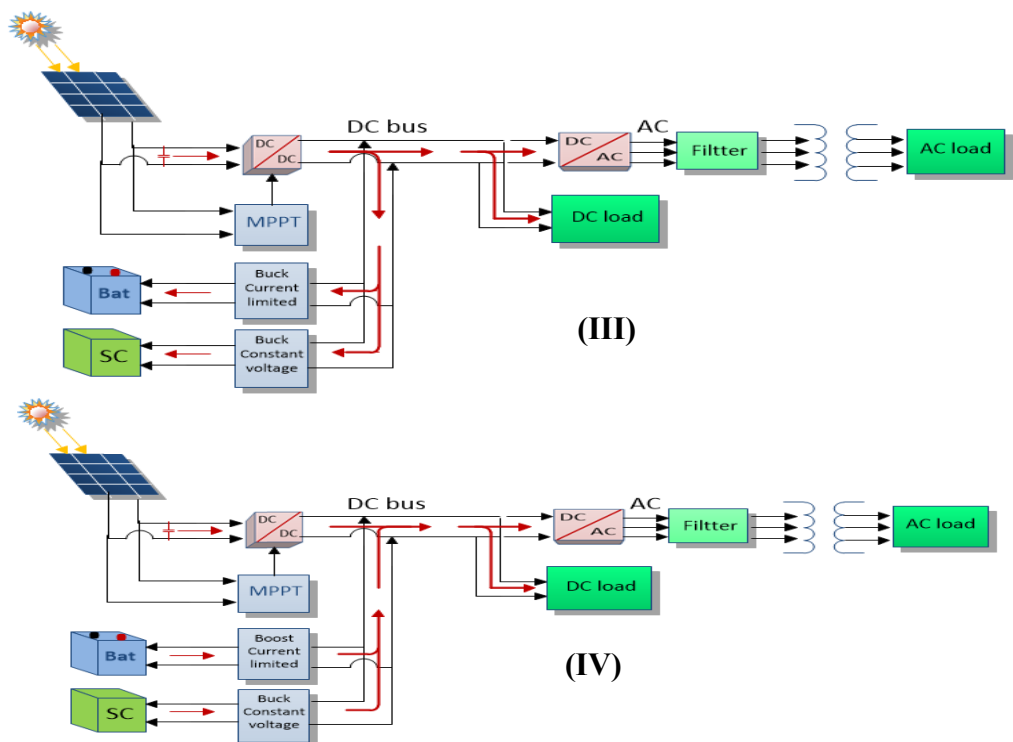 DC bus
AC
DC
DC
DC
AC
Filtter
AC load
MPPT
DC load
Buck
Current
limited
Bat
(III)
Buck
Constant
voltage
SC
DC bus
AC
DC
DC
DC
AC
Filtter
AC load
MPPT
DC load
Boost
Current
limited
Bat
(IV)
Buck
Constant
voltage
SC